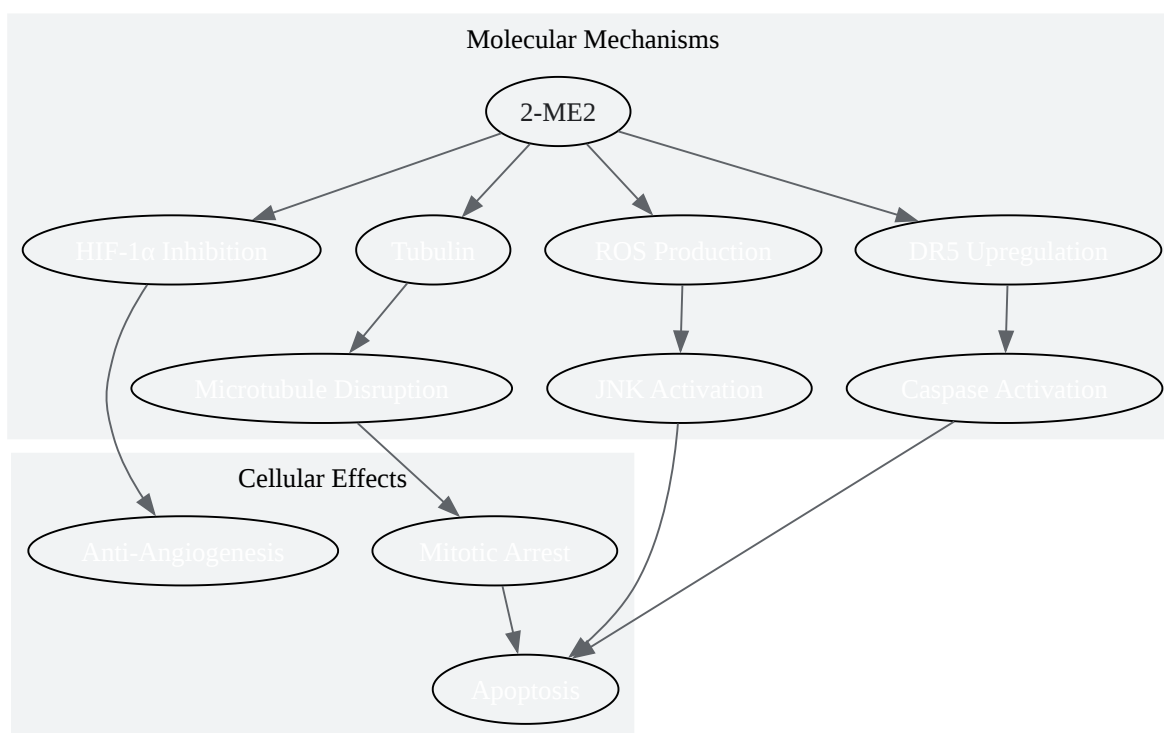 Molecular Mechanisms
2-ME2
HIF-1α Inhibition
Tubulin
ROS Production
DR5 Upregulation
Microtubule Disruption
JNK Activation
Caspase Activation
Cellular Effects
Anti-Angiogenesis
Mitotic Arrest
Apoptosis